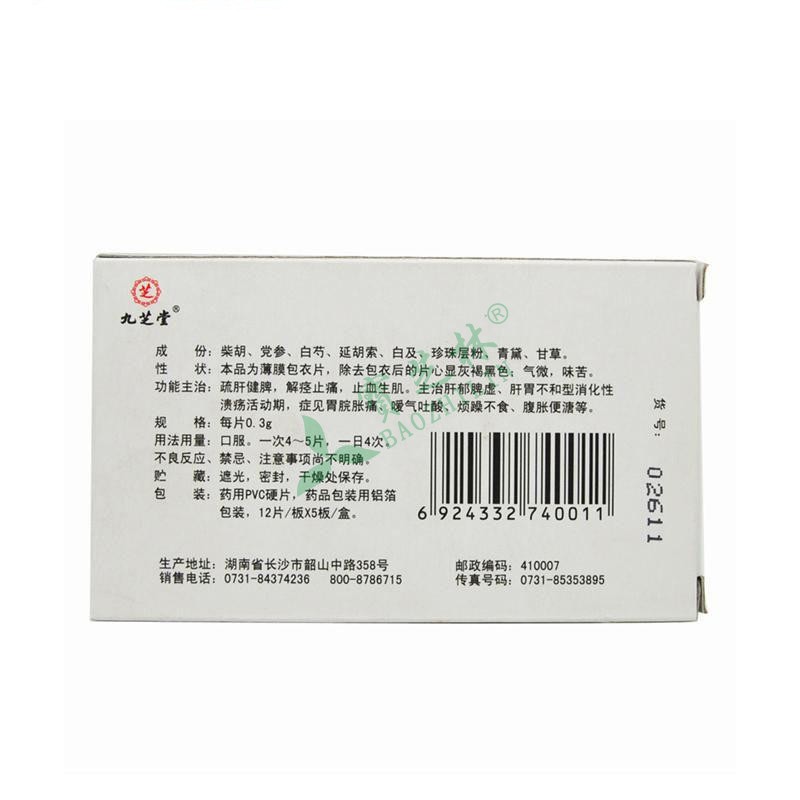 芝
九芝堂®
成 份：柴胡、党参、白芍、延胡索、白及、珍珠层粉、青黛、甘草。
性 状：本品为薄膜包衣片，除去包衣后的片心显灰褐黑色；气微，味苦。
功能主治：疏肝健脾，解痉止痛，止血生肌。主治肝郁脾虚、肝胃不和型消化性
溃疡活动期，症见胃脘胀痛、嗳气吐酸、烦躁不食、腹胀便溏等。
规 格：每片0.3g
用法用量：口服。一次4～5片，一日4次。
不良反应、禁忌、注意事项尚不明确。
贮 藏：遮光，密封，干燥处保存。
包 装：药用PVC硬片，药品包装用铝箔
包装，12片/板X5板/盒。
6 924332 740011
货号：
02611
寶芝林®
BAOZHILIN
生产地址：湖南省长沙市韶山中路358号
邮政编码：410007
销售电话：0731-84374236 800-8786715
传真号码：0731-85353895